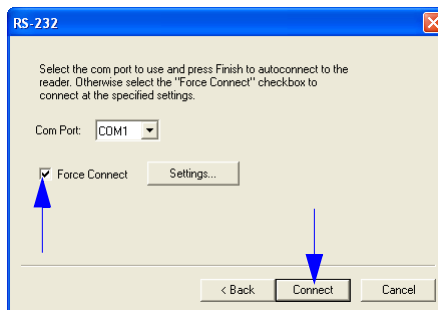 RS-232
Select the com port to use and press Finish to autoconnect to the
reader. Otherwise select the "Force Connect" checkbox to
connect at the specified settings.
Com Port: COM1
Force Connect Settings...
< Back Connect Cancel